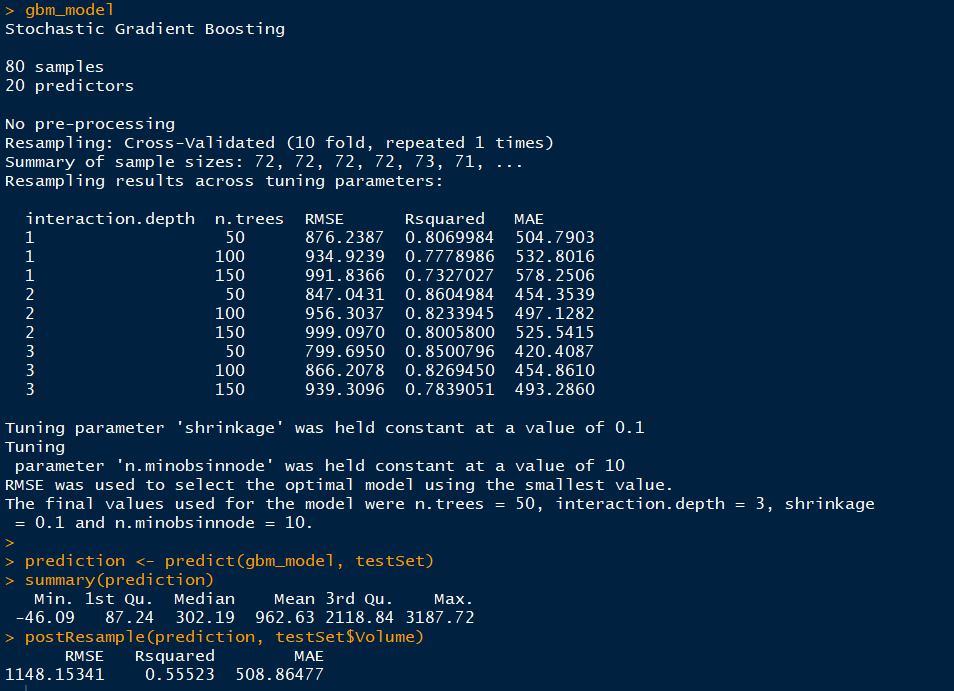 > gbm_model
Stochastic Gradient Boosting
80 samples
20 predictors
No pre-processing
Resampling: Cross-Validated (10 fold, repeated 1 times)
Summary of sample sizes: 72, 72, 72, 72, 73, 71, ...
Resampling results across tuning parameters:
interaction.depth  n.trees  RMSE      Rsquared   MAE
1                   50      876.2387  0.8069984  504.7903
1                  100      934.9239  0.7778986  532.8016
1                  150      991.8366  0.7327027  578.2506
2                   50      847.0431  0.8604984  454.3539
2                  100      956.3037  0.8233945  497.1282
2                  150      999.0970  0.8005800  525.5415
3                   50      799.6950  0.8500796  420.4087
3                  100      866.2078  0.8269450  454.8610
3                  150      939.3096  0.7839051  493.2860
Tuning parameter 'shrinkage' was held constant at a value of 0.1
Tuning
parameter 'n.minobsinnode' was held constant at a value of 10
RMSE was used to select the optimal model using the smallest value.
The final values used for the model were n.trees = 50, interaction.depth = 3, shrinkage
= 0.1 and n.minobsinnode = 10.
>
> prediction <- predict(gbm_model, testSet)
> summary(prediction)
Min. 1st Qu.  Median    Mean 3rd Qu.    Max.
-46.09   87.24  302.19  962.63 2118.84 3187.72
> postResample(prediction, testSet$Volume)
RMSE   Rsquared        MAE
1148.15341    0.55523  508.86477